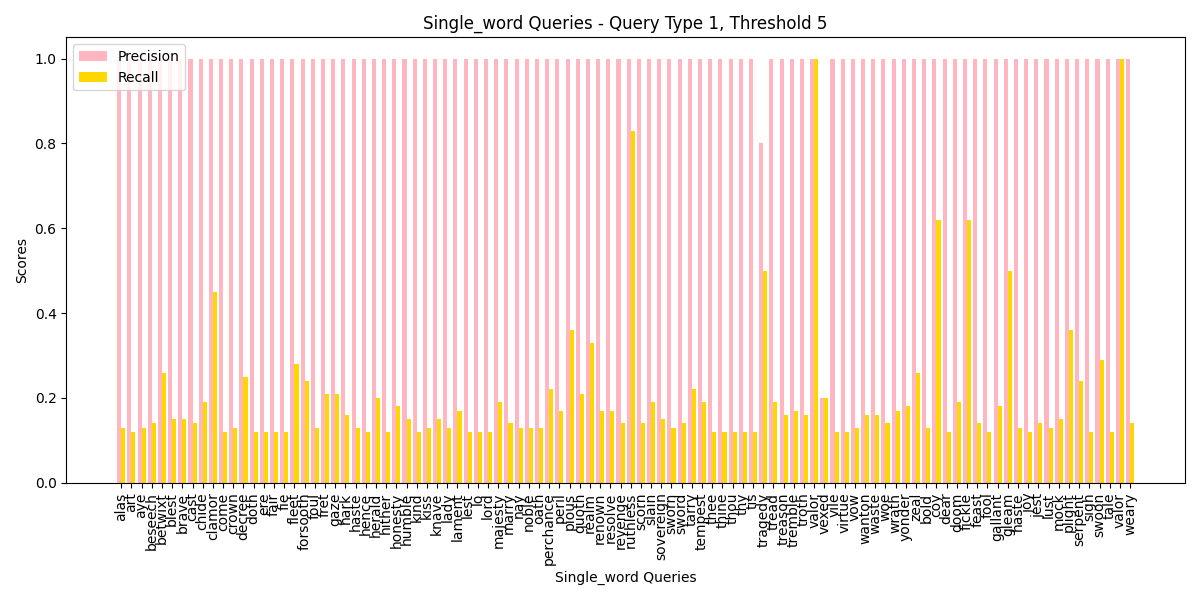 Single_word Queries - Query Type 1, Threshold 5
Precision
Recall
Scores
1.0
0.8
0.6
0.4
0.2
0.0
alas
art
aye
beseech
betwixt
blest
brave
cast
chide
clamor
come
crown
decree
doth
ere
fair
fie
fleet
forsooth
foul
fret
gaze
hark
haste
hence
herald
hither
honesty
humble
kind
kiss
knave
lady
lament
lest
lo
lord
majesty
marry
nay
noble
oath
perchance
peril
pious
quoth
realm
renown
resolve
revenge
ruthless
scorn
slain
sovereign
sworn
sword
tarry
tempest
thee
thine
thou
thy
tis
tragedy
tread
treason
tremble
troth
valor
vexed
vile
virtue
vow
wanton
waste
woe
wrath
yonder
zeal
bold
coy
dear
doom
fickle
feast
fool
gallant
gleam
haste
joy
jest
lust
mock
plight
serpent
sigh
swoon
tale
valor
weary
Single_word Queries